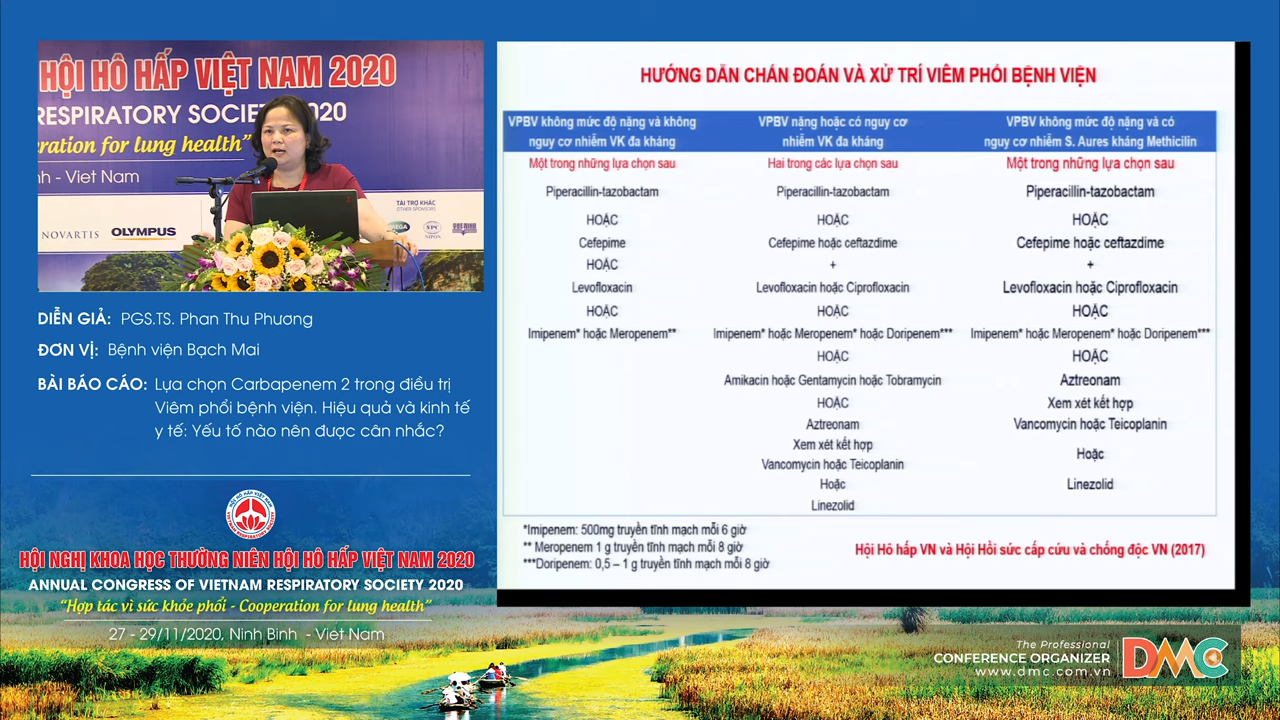 HỘI HÔ HẤP VIỆT NAM 2020
RESPIRATORY SOCIETY 2020
eration for lung health”
nh - Viet Nam
TÀI TRỢ KHÁC
OTHER SPONSORS
NOVARTIS
OLYMPUS
DIỄN GIẢ: PGS.TS. Phan Thu Phương
ĐƠN VỊ: Bệnh viện Bạch Mai
BÀI BÁO CÁO: Lựa chọn Carbapenem 2 trong điều trị
Viêm phổi bệnh viện. Hiệu quả và kinh tế
y tế: Yếu tố nào nên được cân nhắc?
HỘI NGHỊ KHOA HỌC THƯỜNG NIÊN HỘI HÔ HẤP VIỆT NAM 2020
ANNUAL CONGRESS OF VIETNAM RESPIRATORY SOCIETY 2020
“Hợp tác vì sức khỏe phổi - Cooperation for lung health”
27 - 29/11/2020, Ninh Bình - Việt Nam
HƯỚNG DẪN CHẨN ĐOÁN VÀ XỬ TRÍ VIÊM PHỔI BỆNH VIỆN
VPBV không mức độ nặng và không
nguy cơ nhiễm VK đa kháng
Một trong những lựa chọn sau
Piperacillin-tazobactam
HOẶC
Cefepime
HOẶC
Levofloxacin
HOẶC
Imipenem* hoặc Meropenem**
VPBV nặng hoặc có nguy cơ
nhiễm VK đa kháng
Hai trong các lựa chọn sau
Piperacillin-tazobactam
HOẶC
Cefepime hoặc ceftazdime
+
Levofloxacin hoặc Ciprofloxacin
HOẶC
Imipenem* hoặc Meropenem* hoặc Doripenem***
HOẶC
Amikacin hoặc Gentamycin hoặc Tobramycin
HOẶC
Aztreonam
Xem xét kết hợp
Vancomycin hoặc Teicoplanin
Hoặc
Linezolid
VPBV không mức độ nặng và có
nguy cơ nhiễm S. Aures kháng Methicilin
Một trong những lựa chọn sau
Piperacillin-tazobactam
HOẶC
Cefepime hoặc ceftazdime
+
Levofloxacin hoặc Ciprofloxacin
HOẶC
Imipenem* hoặc Meropenem* hoặc Doripenem***
HOẶC
Aztreonam
Xem xét kết hợp
Vancomycin hoặc Teicoplanin
Hoặc
Linezolid
*Imipenem: 500mg truyền tĩnh mạch mỗi 6 giờ
** Meropenem 1 g truyền tĩnh mạch mỗi 8 giờ
***Doripenem: 0,5 – 1 g truyền tĩnh mạch mỗi 8 giờ
Hội Hô hấp VN và Hội Hồi sức cấp cứu và chống độc VN (2017)
The Professional
CONFERENCE ORGANIZER
www.dmc.com.vn
DMC